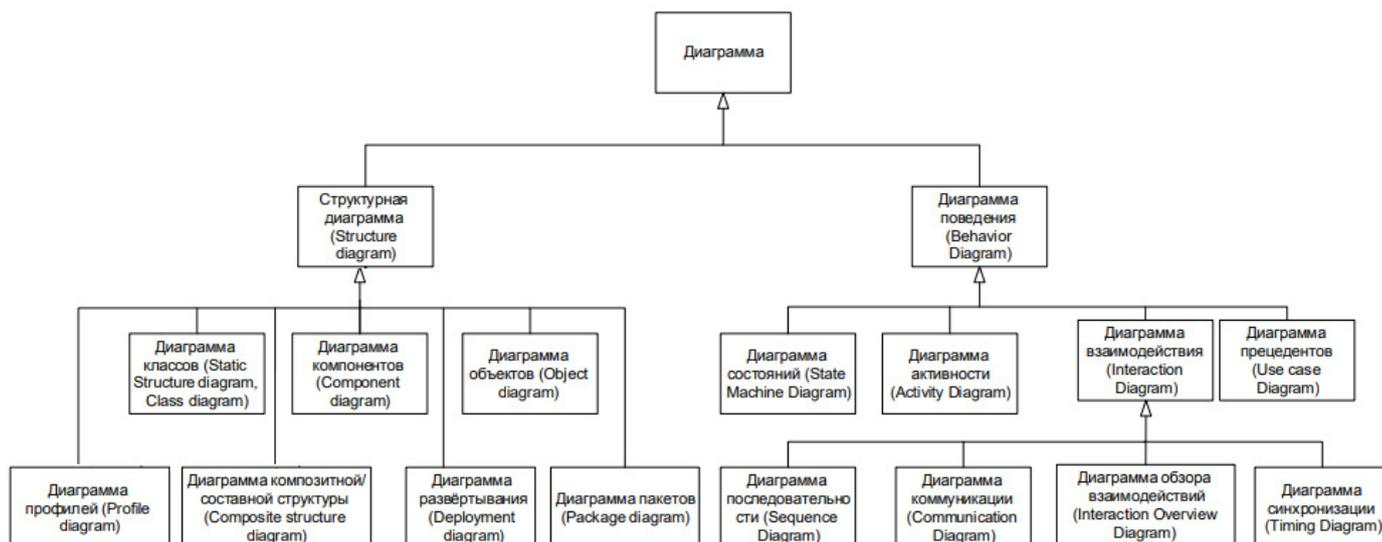 Диаграмма
Структурная
диаграмма
(Structure
diagram)
Диаграмма
поведения
(Behavior
Diagram)
Диаграмма
классов (Static
Structure diagram,
Class diagram)
Диаграмма
компонентов
(Component
diagram)
Диаграмма
объектов (Object
diagram)
Диаграмма
состояний (State
Machine Diagram)
Диаграмма
активности
(Activity Diagram)
Диаграмма
взаимодействия
(Interaction
Diagram)
Диаграмма
прецедентов
(Use case
Diagram)
Диаграмма
профилей (Profile
diagram)
Диаграмма композитной/
составной структуры
(Composite structure
diagram)
Диаграмма
развёртывания
(Deployment
diagram)
Диаграмма пакетов
(Package diagram)
Диаграмма
последовательно
сти (Sequence
Diagram)
Диаграмма
коммуникации
(Communication
Diagram)
Диаграмма обзора
взаимодействий
(Interaction Overview
Diagram)
Диаграмма
синхронизации
(Timing Diagram)